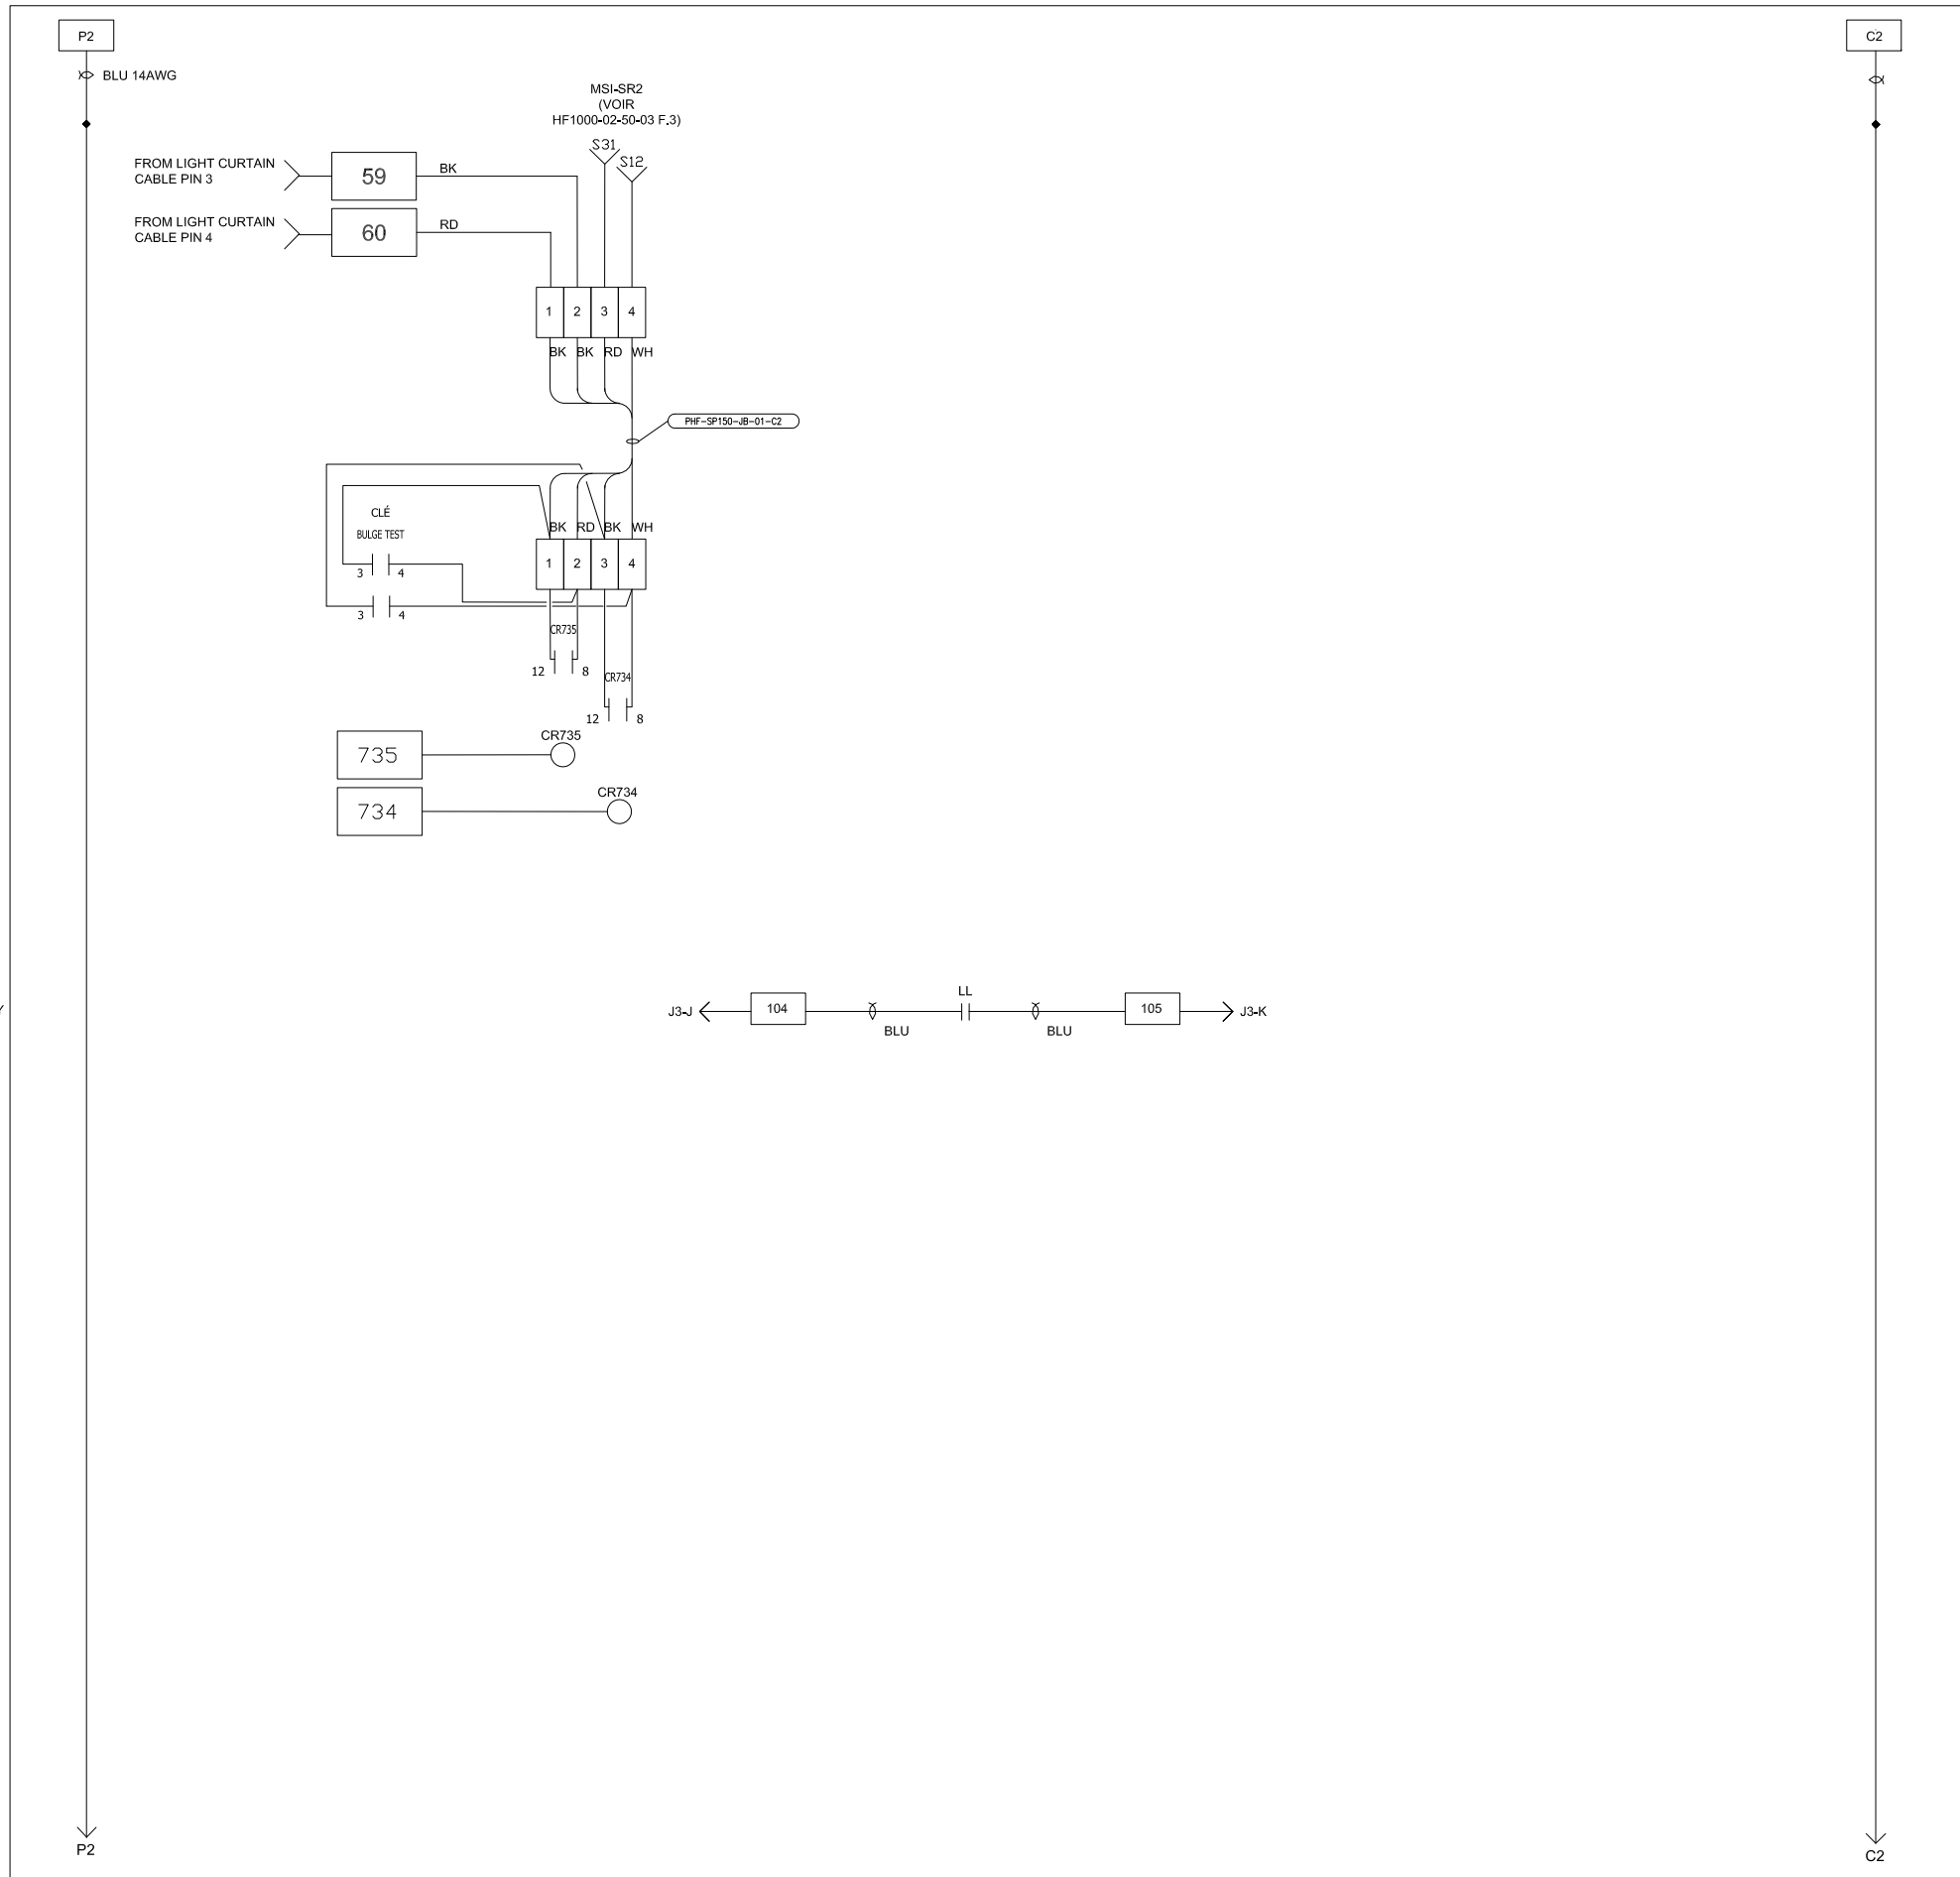 P2
C2
BLU 14AWG
MSI-SR2
(VOIR
HF1000-02-50-03 F.3)
S31
S12
FROM LIGHT CURTAIN
CABLE PIN 3
59
BK
FROM LIGHT CURTAIN
CABLE PIN 4
60
RD
1 2 3 4
BK BK RD WH
PHF-SP150-JB-01-C2
CLÉ
BULGE TEST
BK RD BK WH
1 2 3 4
3 4
3 4
CR735
12 8
CR734
12 8
735
CR735
734
CR734
J3-J
104
BLU
LL
BLU
105
J3-K
P2
C2